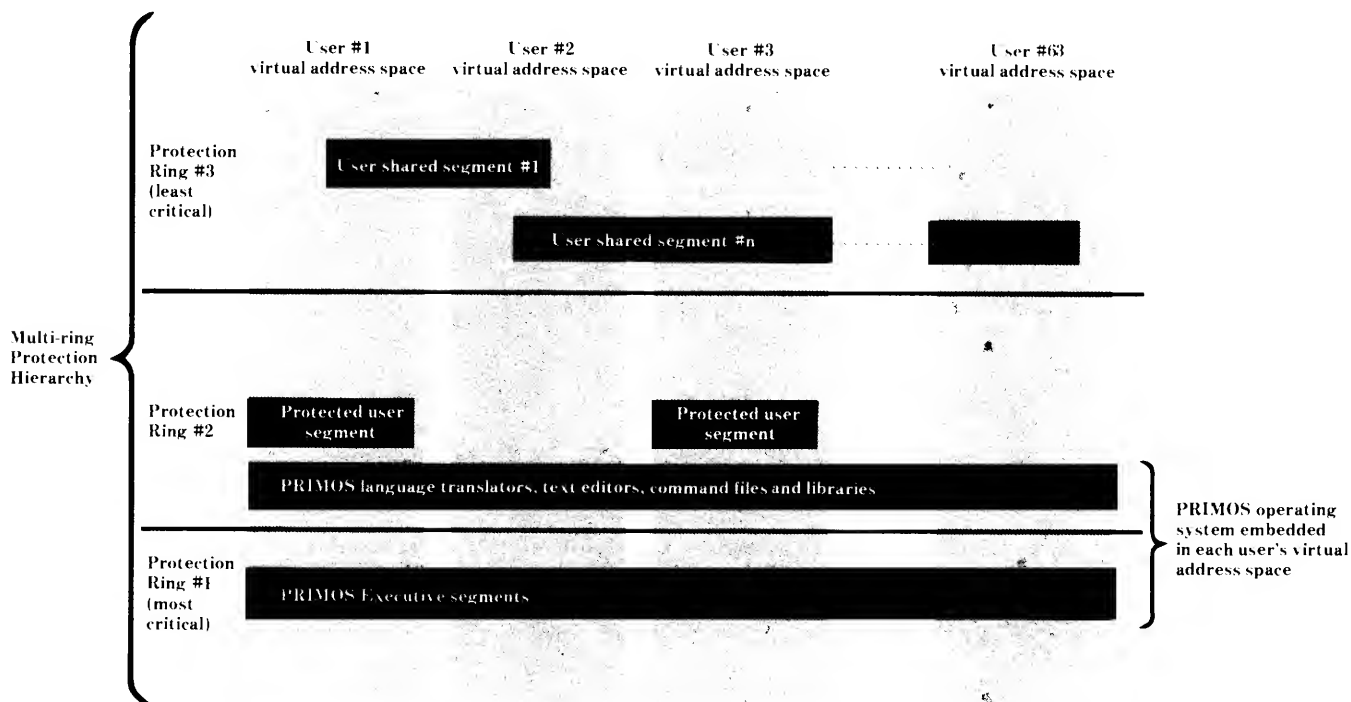 User #1
virtual address space
User #2
virtual address space
User #3
virtual address space
User #63
virtual address space
Protection
Ring #3
(least
critical)
User shared segment #1
User shared segment #n
Multi-ring
Protection
Hierarchy
Protection
Ring #2
Protected user
segment
Protected user
segment
PRIMOS language translators, text editors, command files and libraries
PRIMOS operating
system embedded
in each user's virtual
address space
Protection
Ring #1
(most
critical)
PRIMOS Executive segments